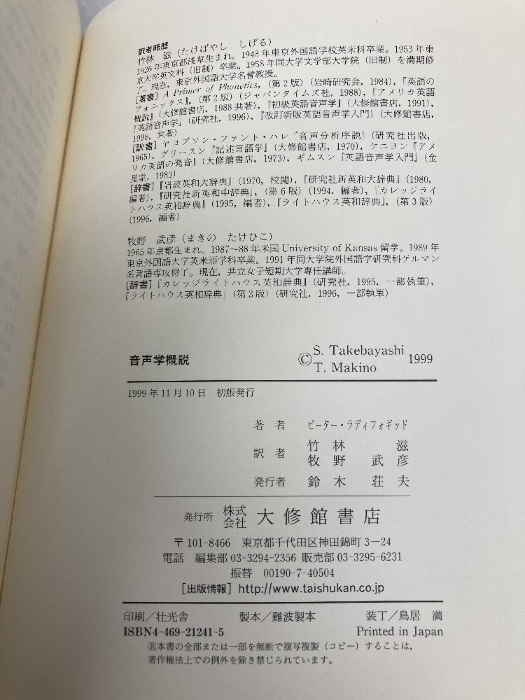 訳者略歴
竹林 滋（たけばやし しげる）
1926年東京都浅草生まれ。1948年東京外国語学校英米科卒業。1953年東
京大学英文科（旧制）卒業。1958年同大学文学部大学院（旧制）を満期修
了。現在，東京外国語大学名誉教授。
[著書] A Primer of Phonetics,（第2版）(岩崎研究会，1984)，『英語の
フォニックス』，（第2版）(ジャパンタイムズ社，1988)，『アメリカ英語
概説』(大修館書店，1988 共著)，『初級英語音声学』(大修館書店，1991)，
『英語音声学』(研究社，1996)，『改訂新版英語音声学入門』(大修館書店，
1998，共著)
[訳書] ヤコブソン・ファント・ハレ『音声分析序説』(研究社出版，
1965)，グリースン『記述言語学』(大修館，1970)，ケニヨン『アメ
リカ英語の発音』(大修館書店，1973)，ギムスン『英語音声学入門』(金
星堂，1983)
[辞書]『岩波英和大辞典』(1970，校閲)，『研究社新英和大辞典』(1980，
編者)，『研究社新英和中辞典』，（第6版）(1994，編者)，『カレッジライ
トハウス英和辞典』(1995，編者)，『ライトハウス英和辞典』，（第3版）
(1996，編者)
牧野 武彦（まきの たけひこ）
1965年京都生まれ。1987〜88年米国University of Kansas 留学。1989年
東京外国語大学英米語学科卒業。1991年同大学院外国語学研究科ゲルマン
系言語専攻修了。現在，共立女子短期大学専任講師。
[辞書]『カレッジライトハウス英和辞典』(研究社，1995，一部執筆)，
『ライトハウス英和辞典』（第3版）(研究社，1996，一部執筆)
音声学概説 © S. Takebayashi T. Makino 1999
1999年11月10日 初版発行
著者 ピーター・ラディフォギッド
訳者 竹林 滋
牧野 武彦
発行者 鈴木 荘夫
発行所 株式会社 大修館書店
〒101-8466 東京都千代田区神田錦町3-24
電話 編集部 03-3294-2356 販売部 03-3295-6231
振替 00190-7-40504
[出版情報] http://www.taishukan.co.jp
印刷/壮光舎 製本/難波製本 装丁/鳥居 満
ISBN4-469-21241-5 Printed in Japan
Ⓡ本書の全部または一部を無断で複写複製（コピー）することは，
著作権法上での例外を除き禁じられています。